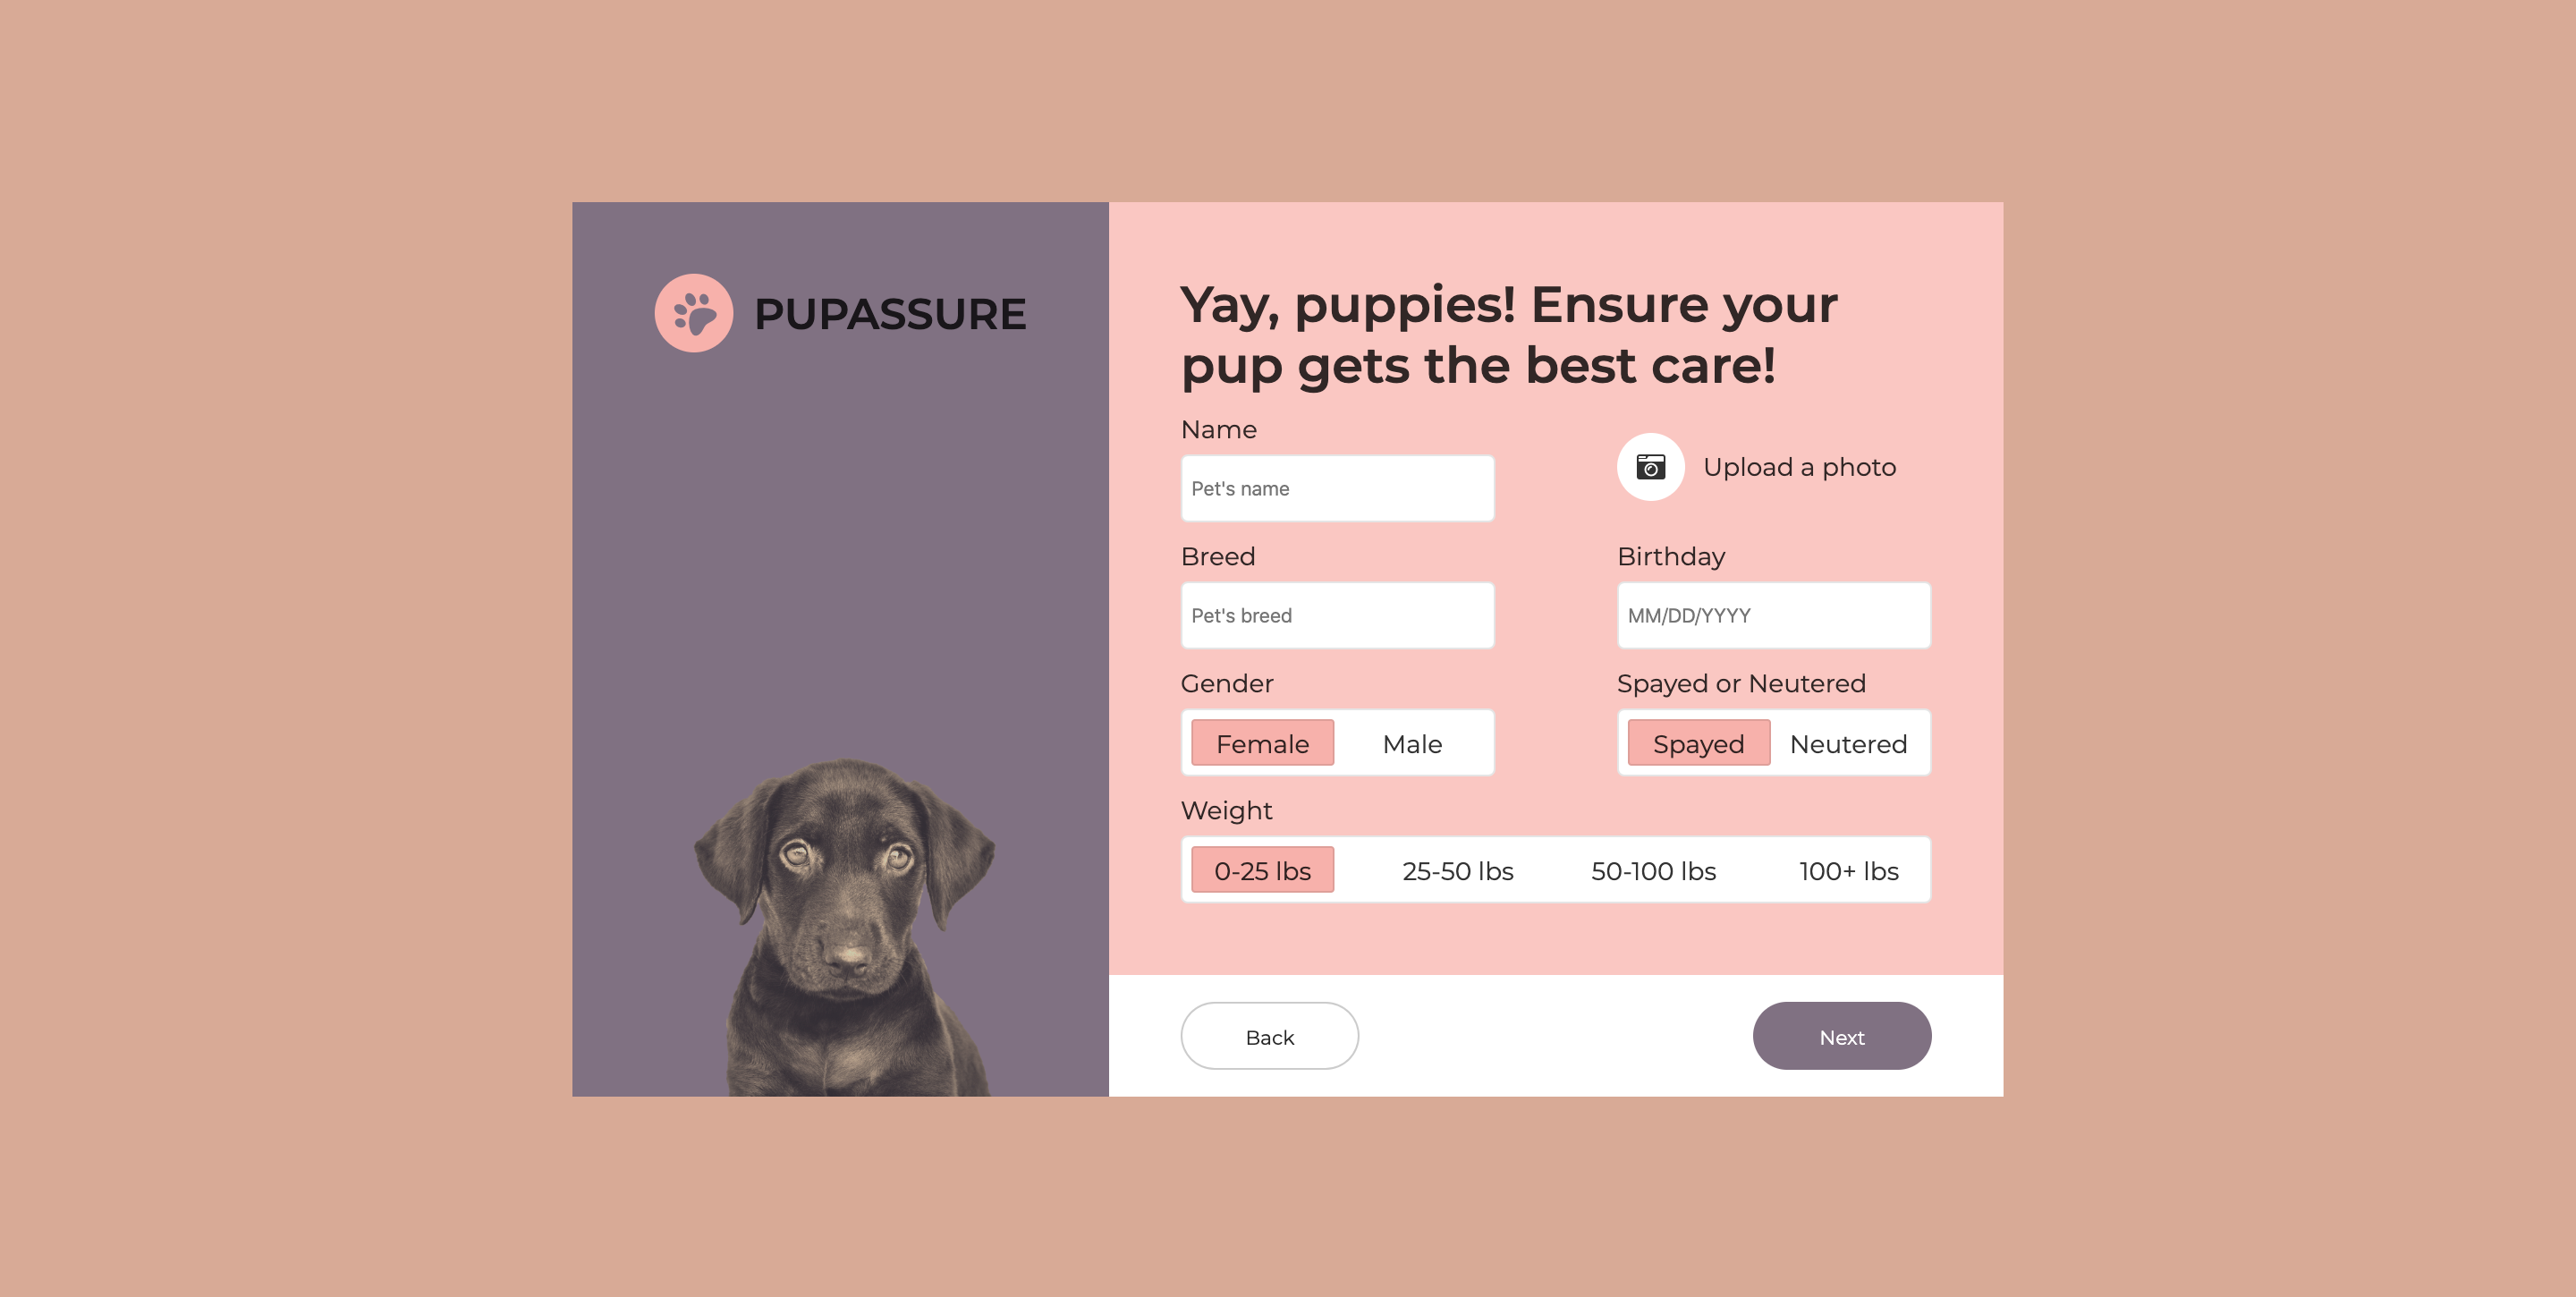 PUPASSURE
Yay, puppies! Ensure your
pup gets the best care!
Name
Pet's name
Upload a photo
Breed
Pet's breed
Birthday
MM/DD/YYYY
Gender
Female Male
Spayed or Neutered
Spayed Neutered
Weight
0-25 lbs 25-50 lbs 50-100 lbs 100+ lbs
Back Next